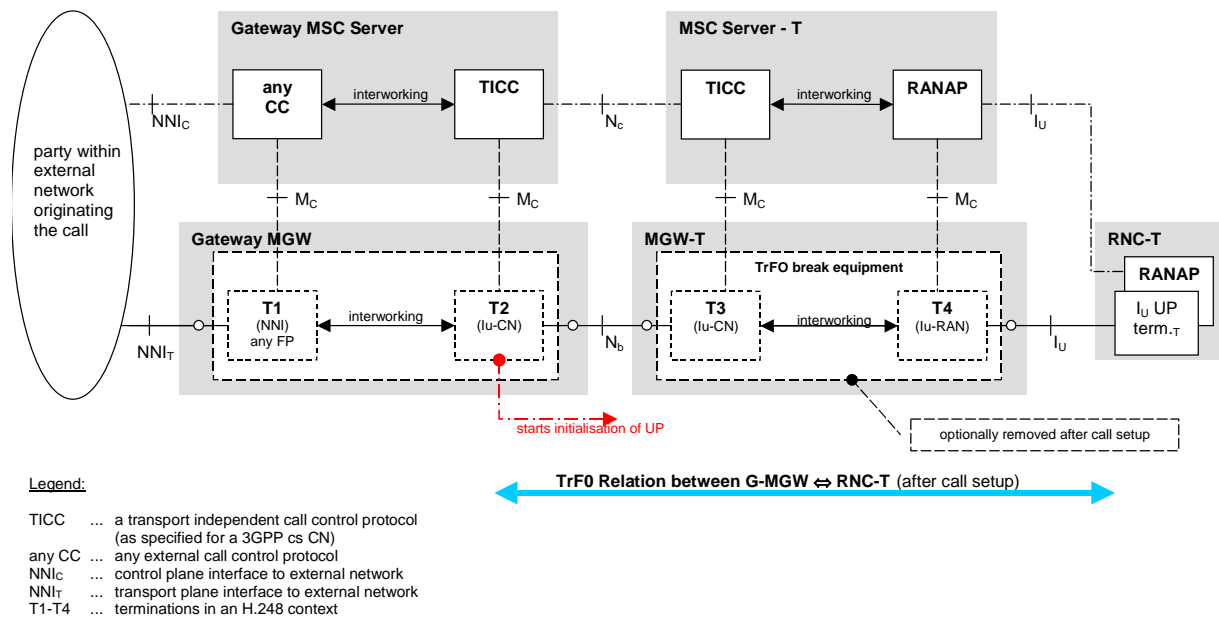 Gateway MSC Server
MSC Server - T
any
CC
interworking
TICC
TICC
interworking
RANAP
NNIC
Nc
IU
party within
external
network
originating
the call
MC
MC
MC
MC
Gateway MGW
MGW-T
RNC-T
TrFO break equipment
RANAP
T1
(NNI)
any FP
interworking
T2
(Iu-CN)
T3
(Iu-CN)
interworking
T4
(Iu-RAN)
IU UP
term.T
NNIT
Nb
IU
starts initialisation of UP
optionally removed after call setup
TrF0 Relation between G-MGW ⇔ RNC-T (after call setup)
Legend:
TICC ... a transport independent call control protocol
(as specified for a 3GPP cs CN)
any CC ... any external call control protocol
NNIC ... control plane interface to external network
NNIT ... transport plane interface to external network
T1-T4 ... terminations in an H.248 context